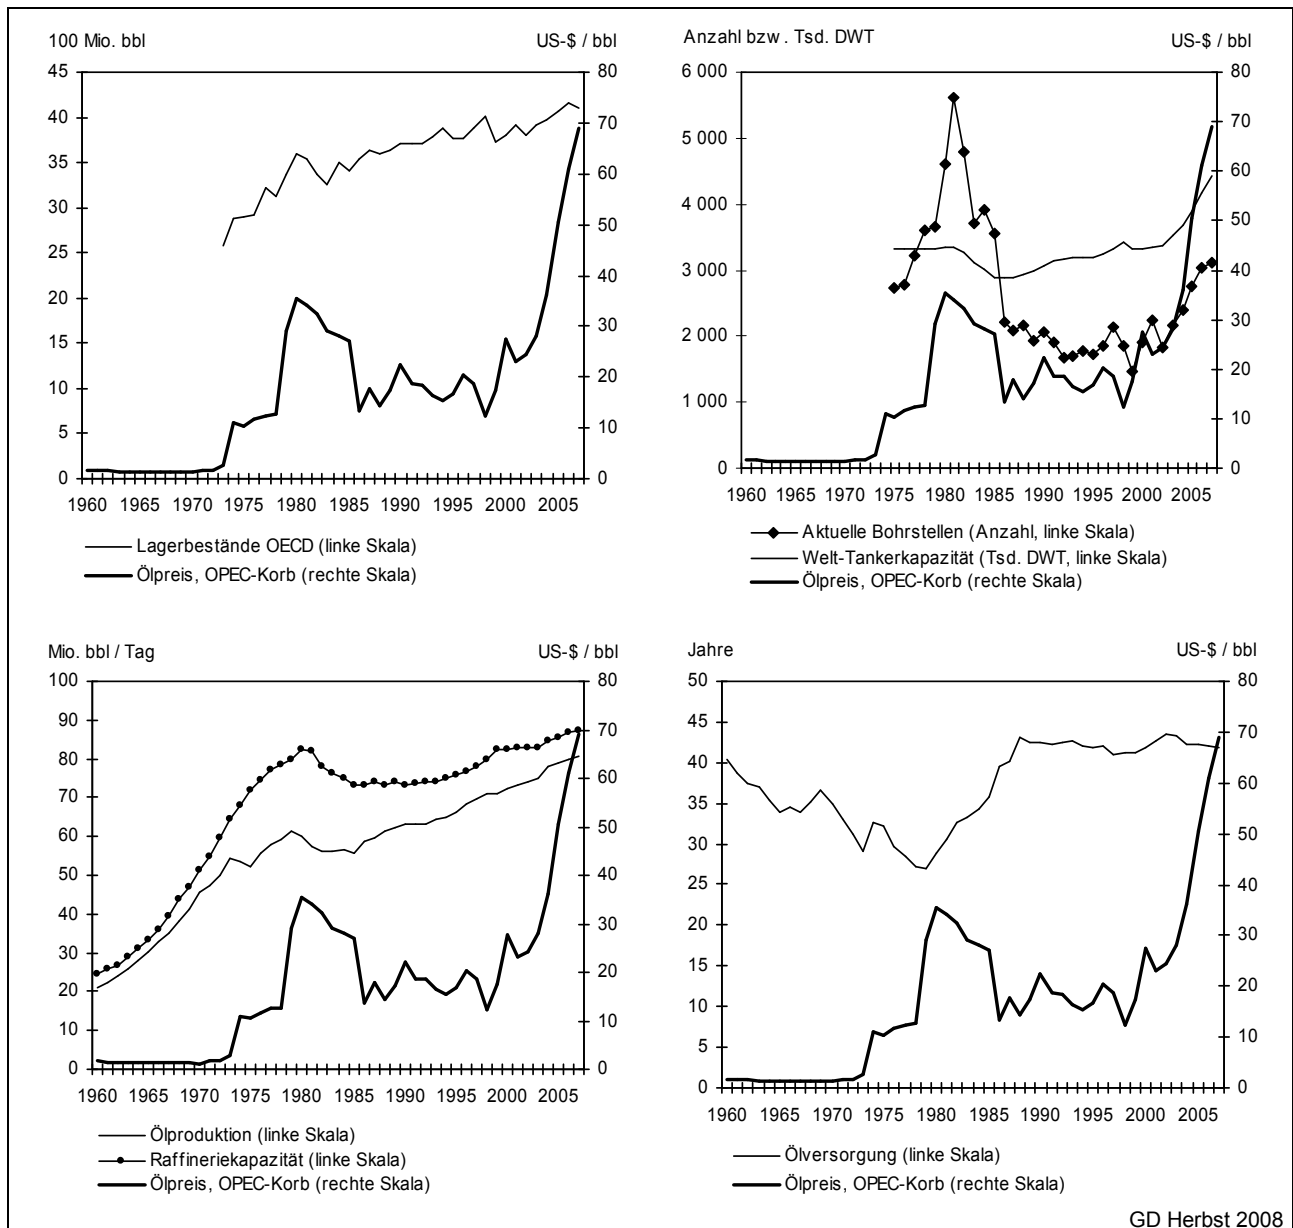 100 Mio. bbl US-$ / bbl
45 80
40 70
35 60
30 50
25 40
20 30
15 20
10 10
5 0
0
1960 1965 1970 1975 1980 1985 1990 1995 2000 2005
Lagerbestände OECD (linke Skala)
Ölpreis, OPEC-Korb (rechte Skala)
Anzahl bzw. Tsd. DWT US-$ / bbl
6 000 80
5 000 70
4 000 60
3 000 50
2 000 40
1 000 30
0 20
10
0
1960 1965 1970 1975 1980 1985 1990 1995 2000 2005
Aktuelle Bohrstellen (Anzahl, linke Skala)
Welt-Tankerkapazität (Tsd. DWT, linke Skala)
Ölpreis, OPEC-Korb (rechte Skala)
Mio. bbl / Tag US-$ / bbl
100 80
90 70
80 60
70 50
60 40
50 30
40 20
30 10
20 0
10
0
1960 1965 1970 1975 1980 1985 1990 1995 2000 2005
Ölproduktion (linke Skala)
Raffineriekapazität (linke Skala)
Ölpreis, OPEC-Korb (rechte Skala)
Jahre US-$ / bbl
50 80
45 70
40 60
35 50
30 40
25 30
20 20
15 10
10 0
5
0
1960 1965 1970 1975 1980 1985 1990 1995 2000 2005
Ölversorgung (linke Skala)
Ölpreis, OPEC-Korb (rechte Skala)
GD Herbst 2008